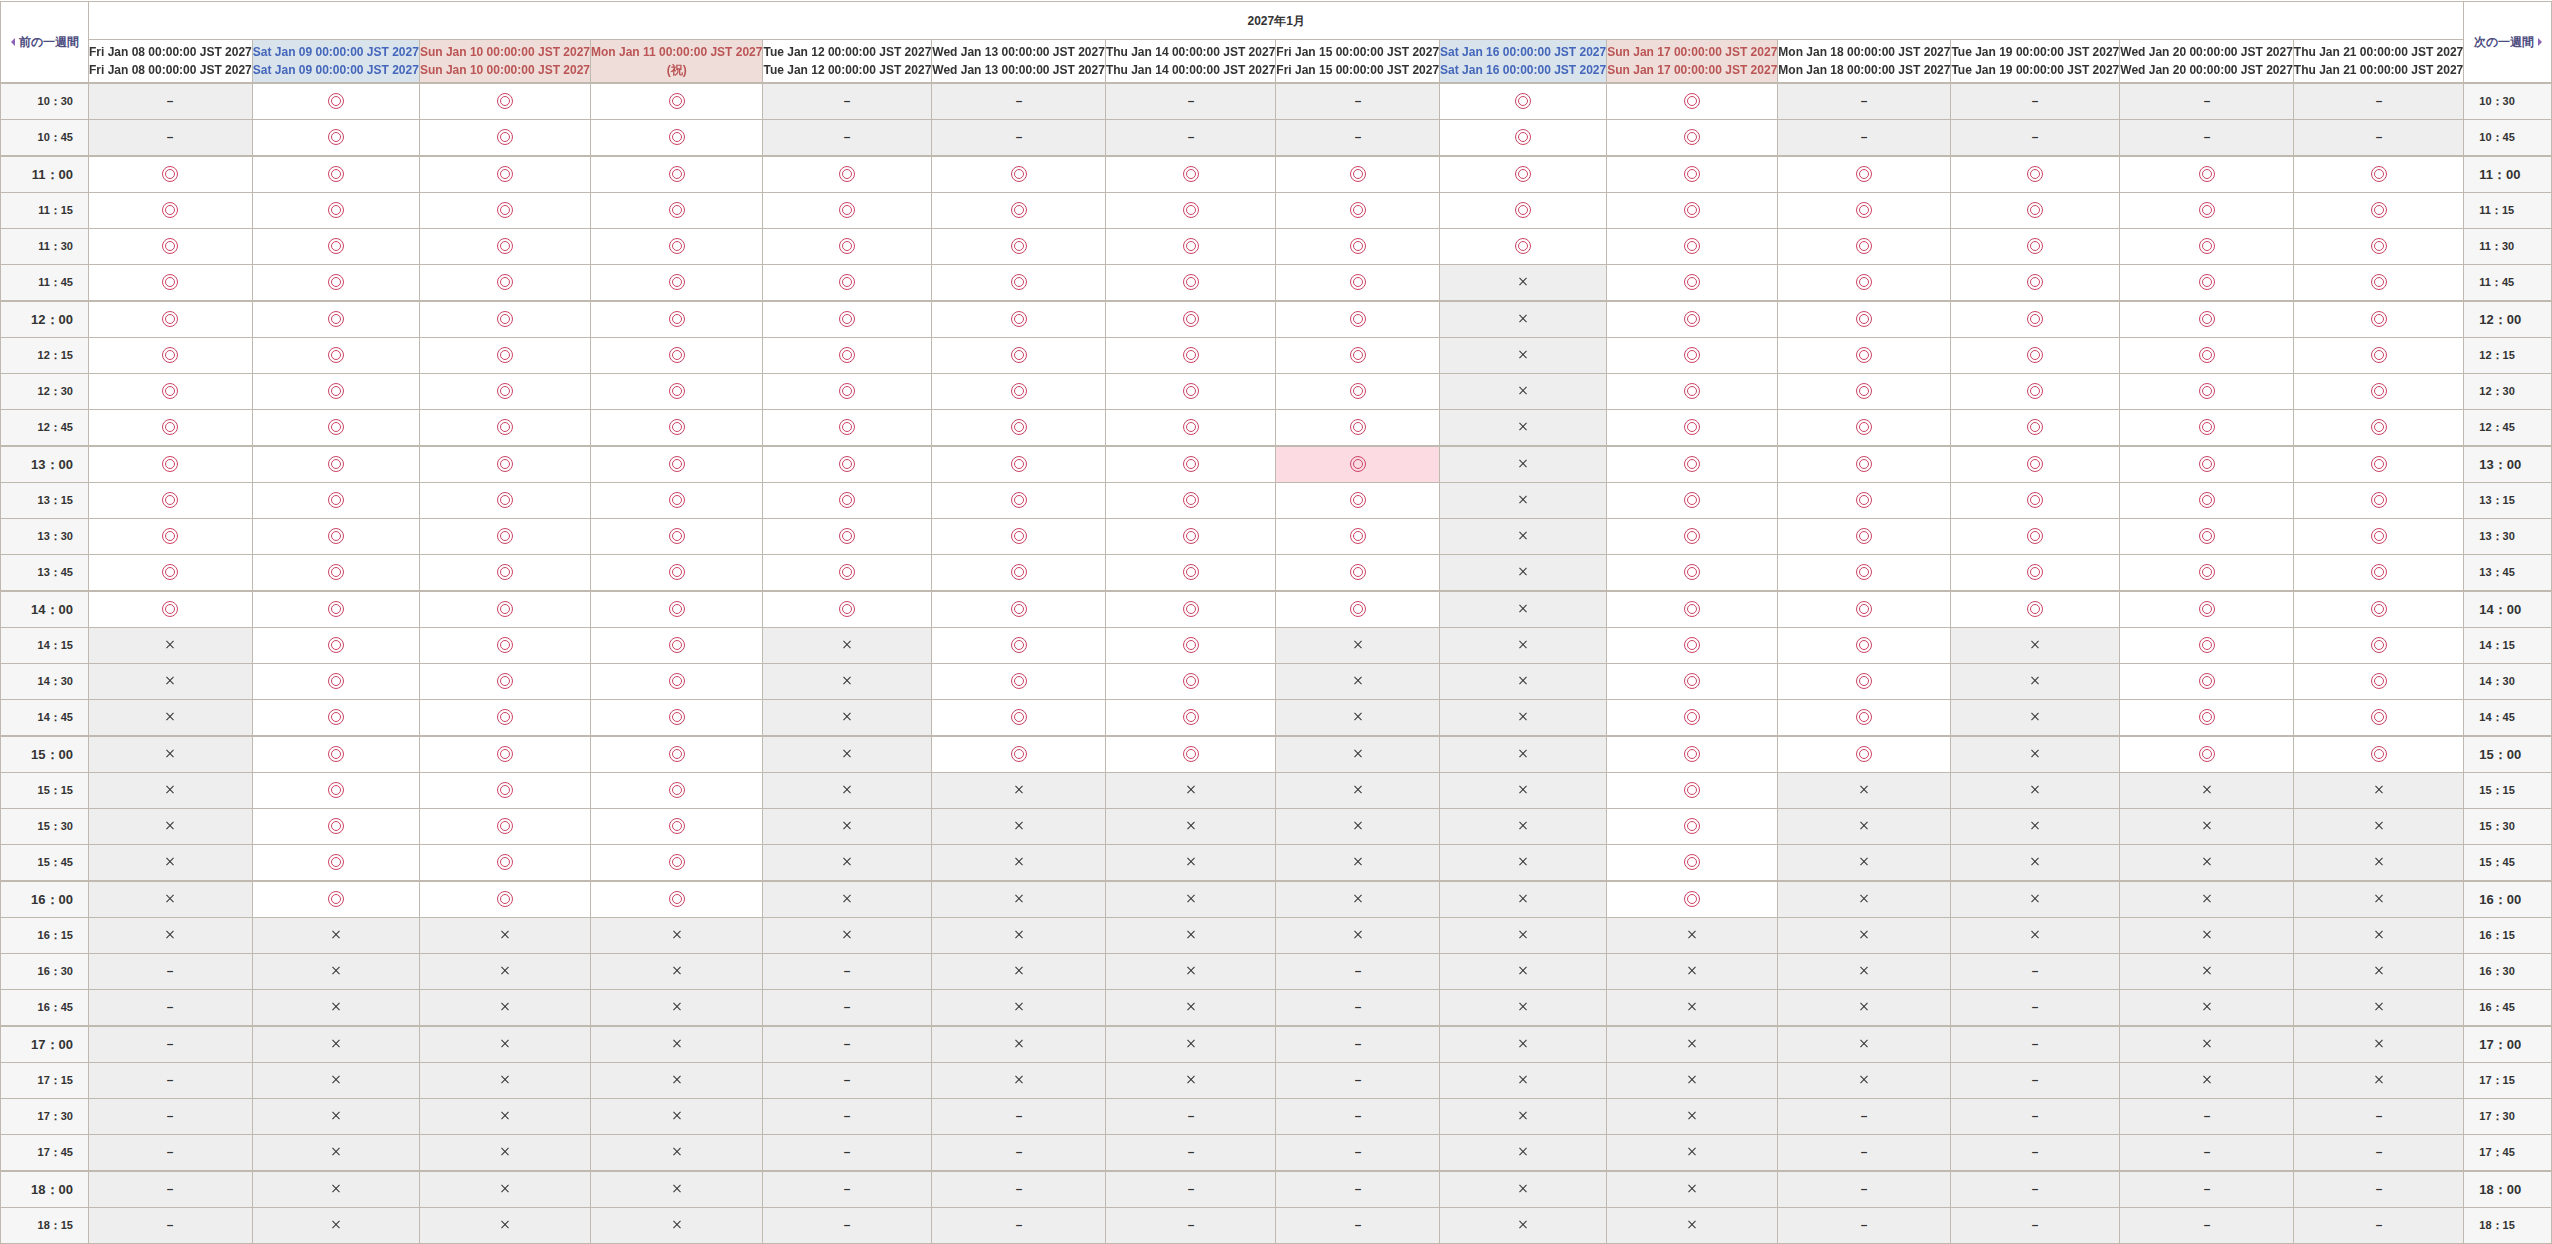 2027年1月
前の一週間
次の一週間
Fri Jan 08 00:00:00 JST 2027 Sat Jan 09 00:00:00 JST 2027 Sun Jan 10 00:00:00 JST 2027 Mon Jan 11 00:00:00 JST 2027 Tue Jan 12 00:00:00 JST 2027 Wed Jan 13 00:00:00 JST 2027 Thu Jan 14 00:00:00 JST 2027 Fri Jan 15 00:00:00 JST 2027 Sat Jan 16 00:00:00 JST 2027 Sun Jan 17 00:00:00 JST 2027 Mon Jan 18 00:00:00 JST 2027 Tue Jan 19 00:00:00 JST 2027 Wed Jan 20 00:00:00 JST 2027 Thu Jan 21 00:00:00 JST 2027
Fri Jan 08 00:00:00 JST 2027 Sat Jan 09 00:00:00 JST 2027 Sun Jan 10 00:00:00 JST 2027 (祝) Tue Jan 12 00:00:00 JST 2027 Wed Jan 13 00:00:00 JST 2027 Thu Jan 14 00:00:00 JST 2027 Fri Jan 15 00:00:00 JST 2027 Sat Jan 16 00:00:00 JST 2027 Sun Jan 17 00:00:00 JST 2027 Mon Jan 18 00:00:00 JST 2027 Tue Jan 19 00:00:00 JST 2027 Wed Jan 20 00:00:00 JST 2027 Thu Jan 21 00:00:00 JST 2027
10：30 － ◎ ◎ ◎ － － － － ◎ ◎ － － － － 10：30
10：45 － ◎ ◎ ◎ － － － － ◎ ◎ － － － － 10：45
11：00 ◎ ◎ ◎ ◎ ◎ ◎ ◎ ◎ ◎ ◎ ◎ ◎ ◎ ◎ 11：00
11：15 ◎ ◎ ◎ ◎ ◎ ◎ ◎ ◎ ◎ ◎ ◎ ◎ ◎ ◎ 11：15
11：30 ◎ ◎ ◎ ◎ ◎ ◎ ◎ ◎ ◎ ◎ ◎ ◎ ◎ ◎ 11：30
11：45 ◎ ◎ ◎ ◎ ◎ ◎ ◎ ◎ × ◎ ◎ ◎ ◎ ◎ 11：45
12：00 ◎ ◎ ◎ ◎ ◎ ◎ ◎ ◎ × ◎ ◎ ◎ ◎ ◎ 12：00
12：15 ◎ ◎ ◎ ◎ ◎ ◎ ◎ ◎ × ◎ ◎ ◎ ◎ ◎ 12：15
12：30 ◎ ◎ ◎ ◎ ◎ ◎ ◎ ◎ × ◎ ◎ ◎ ◎ ◎ 12：30
12：45 ◎ ◎ ◎ ◎ ◎ ◎ ◎ ◎ × ◎ ◎ ◎ ◎ ◎ 12：45
13：00 ◎ ◎ ◎ ◎ ◎ ◎ ◎ ◎ × ◎ ◎ ◎ ◎ ◎ 13：00
13：15 ◎ ◎ ◎ ◎ ◎ ◎ ◎ ◎ × ◎ ◎ ◎ ◎ ◎ 13：15
13：30 ◎ ◎ ◎ ◎ ◎ ◎ ◎ ◎ × ◎ ◎ ◎ ◎ ◎ 13：30
13：45 ◎ ◎ ◎ ◎ ◎ ◎ ◎ ◎ × ◎ ◎ ◎ ◎ ◎ 13：45
14：00 ◎ ◎ ◎ ◎ ◎ ◎ ◎ ◎ × ◎ ◎ ◎ ◎ ◎ 14：00
14：15 × ◎ ◎ ◎ × ◎ ◎ × × ◎ ◎ × ◎ ◎ 14：15
14：30 × ◎ ◎ ◎ × ◎ ◎ × × ◎ ◎ × ◎ ◎ 14：30
14：45 × ◎ ◎ ◎ × ◎ ◎ × × ◎ ◎ × ◎ ◎ 14：45
15：00 × ◎ ◎ ◎ × ◎ ◎ × × ◎ ◎ × ◎ ◎ 15：00
15：15 × ◎ ◎ ◎ × × × × × ◎ × × × × 15：15
15：30 × ◎ ◎ ◎ × × × × × ◎ × × × × 15：30
15：45 × ◎ ◎ ◎ × × × × × ◎ × × × × 15：45
16：00 × ◎ ◎ ◎ × × × × × ◎ × × × × 16：00
16：15 × × × × × × × × × × × × × × 16：15
16：30 － × × × － × × － × × × － × × 16：30
16：45 － × × × － × × － × × × － × × 16：45
17：00 － × × × － × × － × × × － × × 17：00
17：15 － × × × － × × － × × × － × × 17：15
17：30 － × × × － － － － × × － － － － 17：30
17：45 － × × × － － － － × × － － － － 17：45
18：00 － × × × － － － － × × － － － － 18：00
18：15 － × × × － － － － × × － － － － 18：15